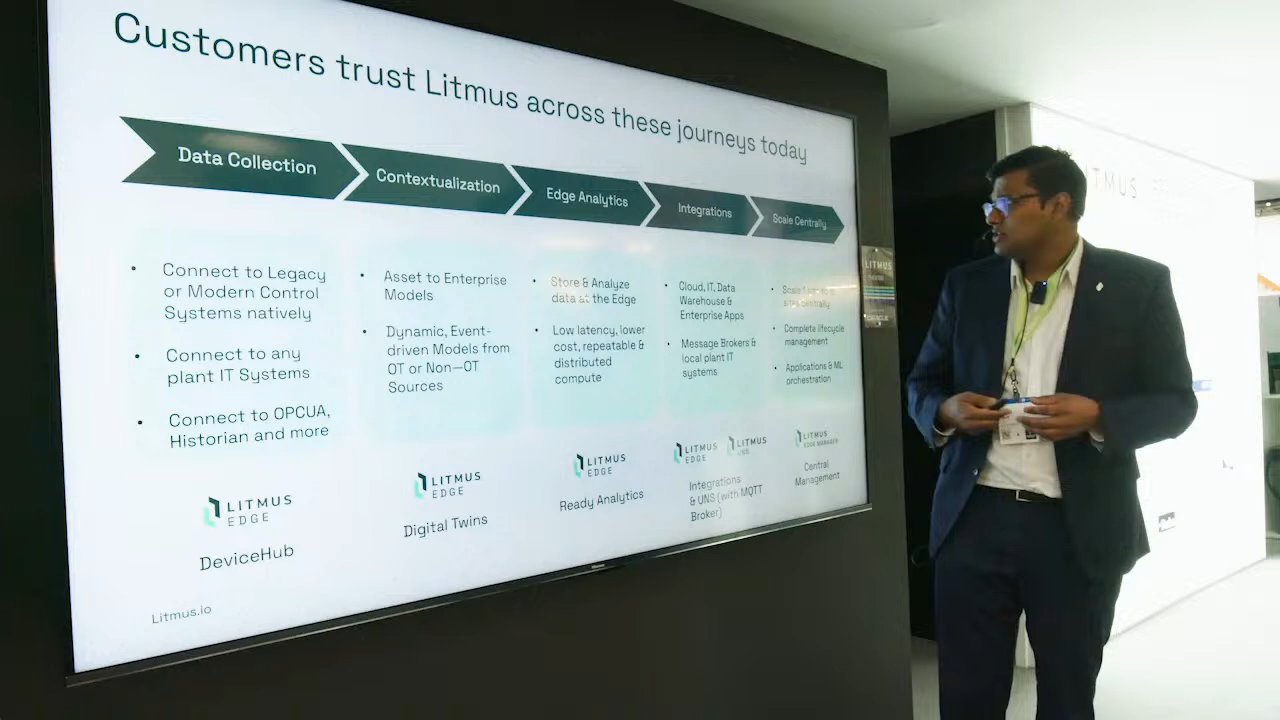 Customers trust Litmus across these journeys today
Data Collection
Contextualization
Edge Analytics
Integrations
Scale Centrally
• Connect to Legacy
or Modern Control
Systems natively
• Connect to any
plant IT Systems
• Connect to OPCUA,
Historian and more
LITMUS
EDGE
DeviceHub
• Asset to Enterprise
Models
• Dynamic, Event-
driven Models from
OT or Non—OT
Sources
LITMUS
EDGE
Digital Twins
• Store & Analyze
data at the Edge
• Low latency, lower
cost, repeatable &
distributed
compute
LITMUS
EDGE
Ready Analytics
• Cloud, IT, Data
Warehouse &
Enterprise Apps
• Message Brokers &
local plant IT
systems
LITMUS
EDGE
LITMUS
UNS
Integrations
& UNS (with MQTT
Broker)
• Scale
sites centrally
• Complete lifecycle
management
• Applications & ML
orchestration
LITMUS
EDGE MANAGER
Central
Management
Litmus.io
LITMUS
ORACLE